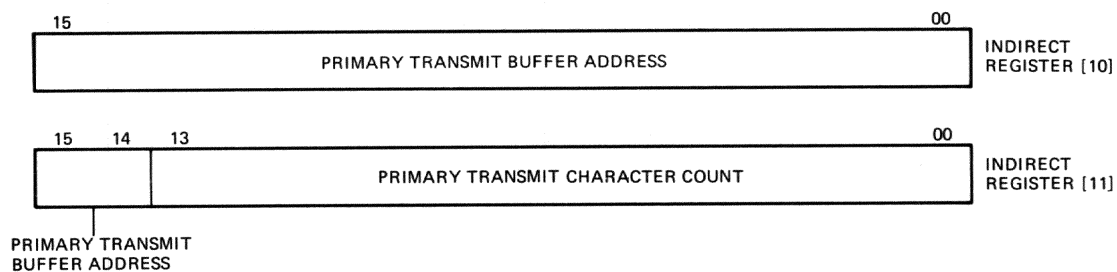 15 00
PRIMARY TRANSMIT BUFFER ADDRESS
INDIRECT
REGISTER [10]
15 14 13 00
PRIMARY TRANSMIT CHARACTER COUNT
INDIRECT
REGISTER [11]
PRIMARY TRANSMIT
BUFFER ADDRESS